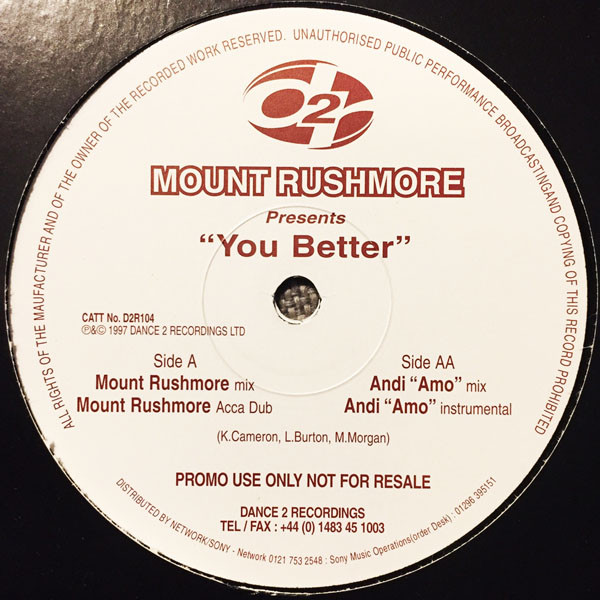 ALL RIGHTS OF THE MAUFACTURER AND OF THE OWNER OF THE RECORDED WORK RESERVED. UNAUTHORISED PUBLIC PERFORMANCE BROADCASTINGAND COPYING OF THIS RECORD PROHIBITED
D2R
MOUNT RUSHMORE
Presents
“You Better”
CATT No. D2R104
℗&© 1997 DANCE 2 RECORDINGS LTD
Side A
Mount Rushmore mix
Mount Rushmore Acca Dub
Side AA
Andi “Amo” mix
Andi “Amo” instrumental
(K.Cameron, L.Burton, M.Morgan)
PROMO USE ONLY NOT FOR RESALE
DANCE 2 RECORDINGS
TEL / FAX : +44 (0) 1483 45 1003
DISTRIBUTED BY NETWORK/SONY - Network 0121 753 2548 : Sony Music Operations(order Desk) : 01296 395151